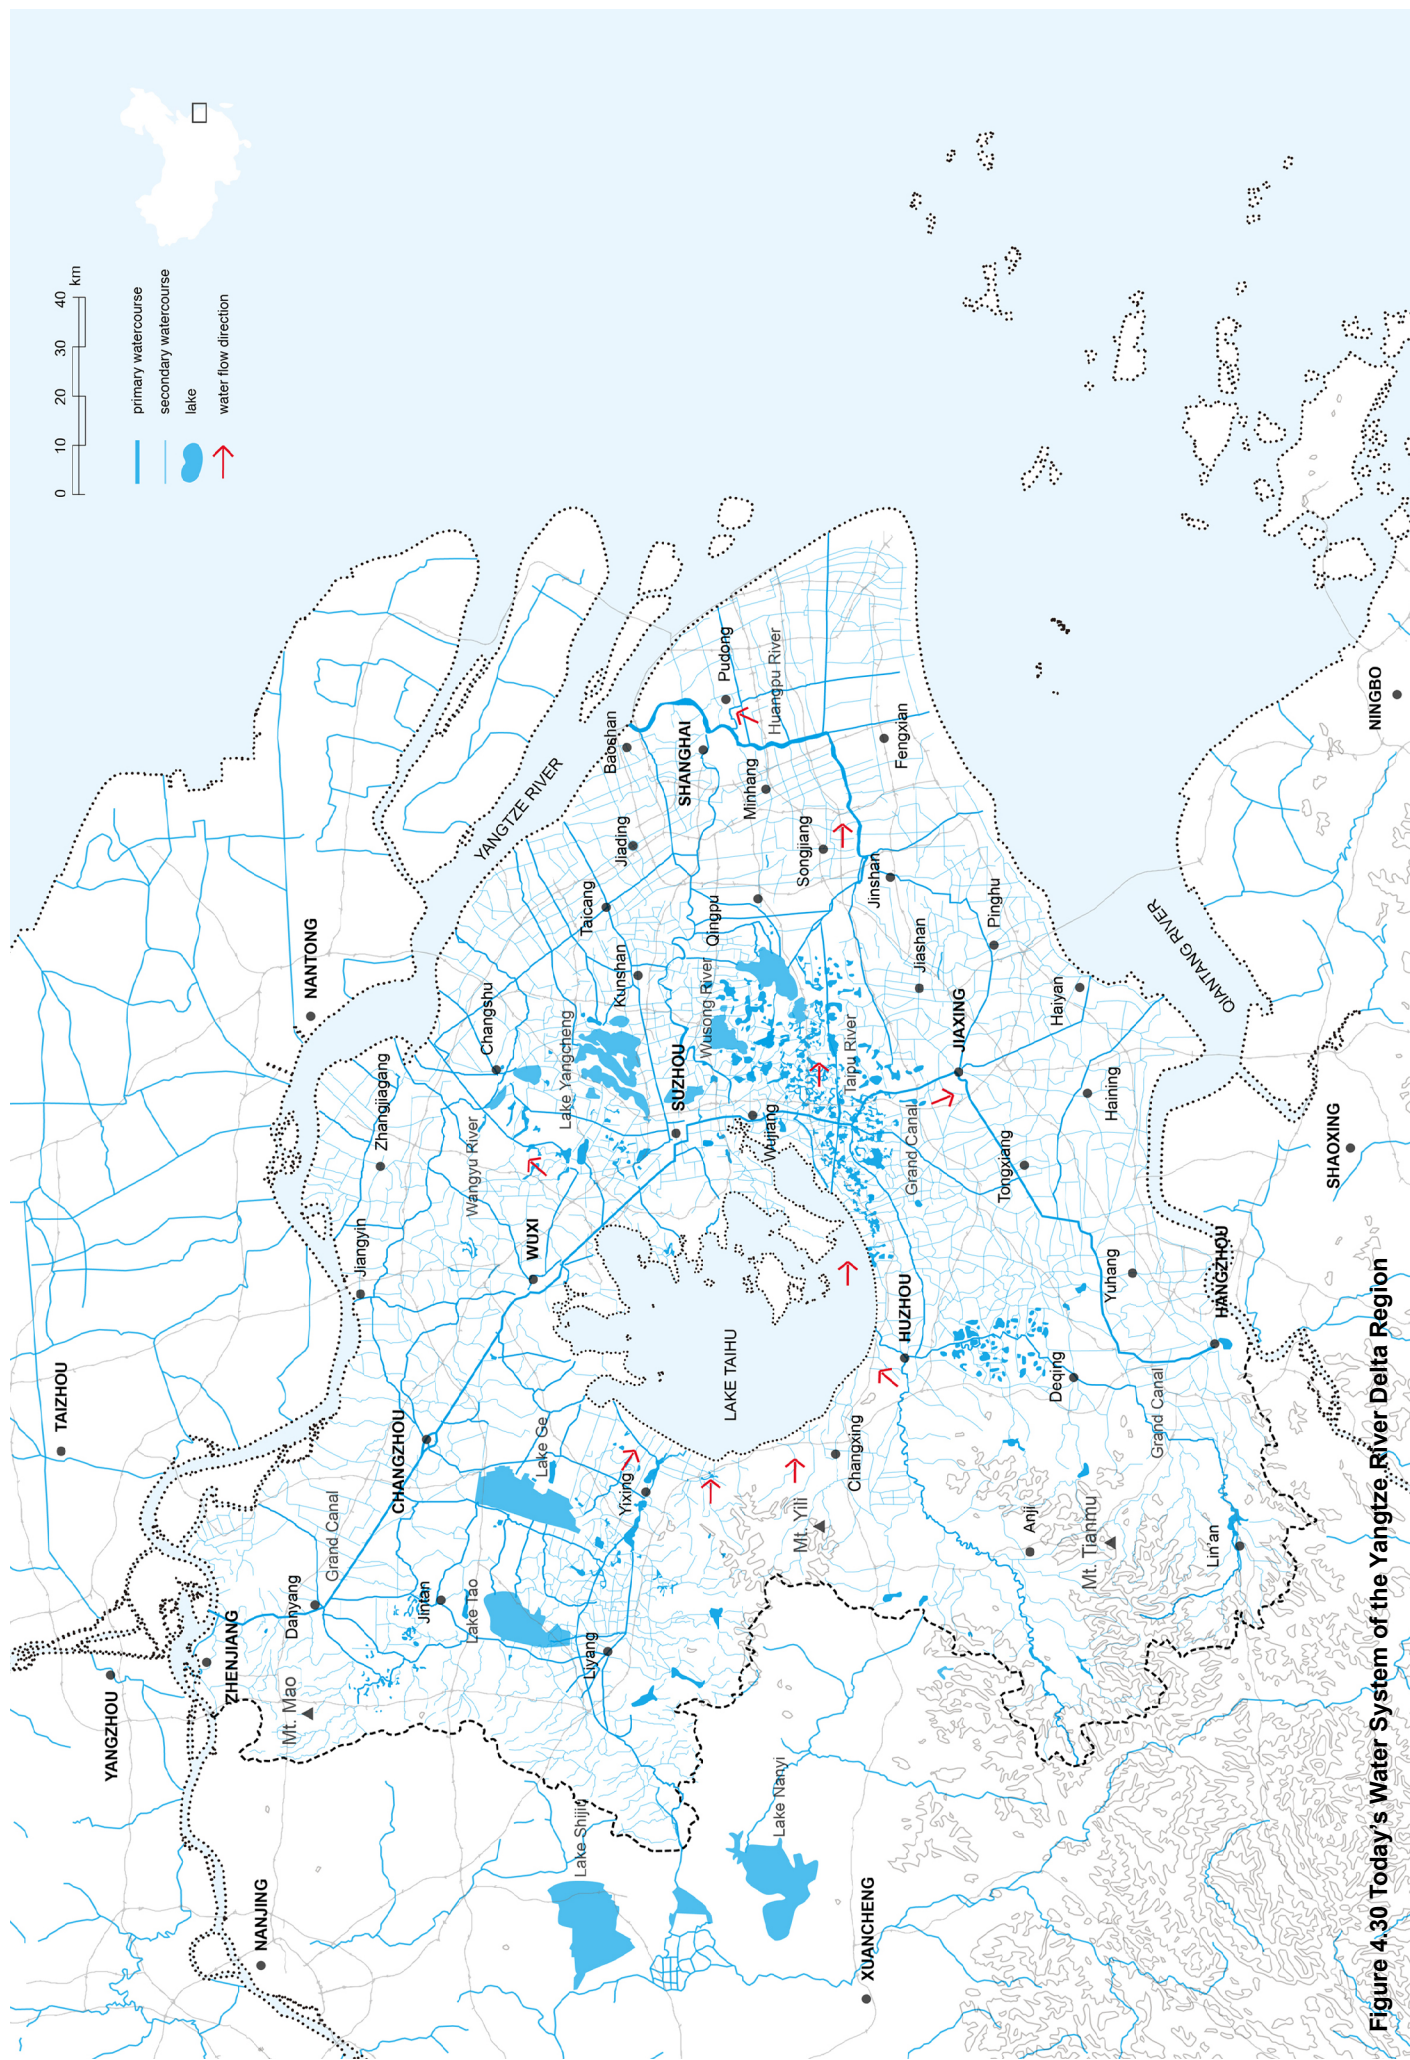 TAIZHOU
0 10 20 30 40 km
YANGZHOU
primary watercourse
secondary watercourse
lake
water flow direction
ZHENJIANG
NANJING
Mt. Mao
Danyang
NANTONG
Grand Canal
Jiangyin
Zhangjiagang
CHANGZHOU
Jintan
Lake Tao
Wangyu River
Changshu
YANGTZE RIVER
WUXI
Lake Ge
Lake Yangcheng
Lake Shijiu
Taicang
Liyang
Baoshan
Kunshan
Jiading
Yixing
SUZHOU
SHANGHAI
Wusong River
Qingpu
Pudong
LAKE TAIHU
Minhang
Wujiang
Huangpu River
Lake Nanyi
Mt. Yill
Songjiang
Taipu River
Changxing
XUANCHENG
Jinshan
Fengxian
HUZHOU
Grand Canal
Jiashan
JIAXING
Pinghu
Tongxiang
Anji
Deqing
Haiyan
Mt. Tianmu
Yuhang
Haining
Grand Canal
QIANTANG RIVER
Lin'an
HANGZHOU
SHAOXING
NINGBO
Figure 4.30 Today's Water System of the Yangtze River Delta Region